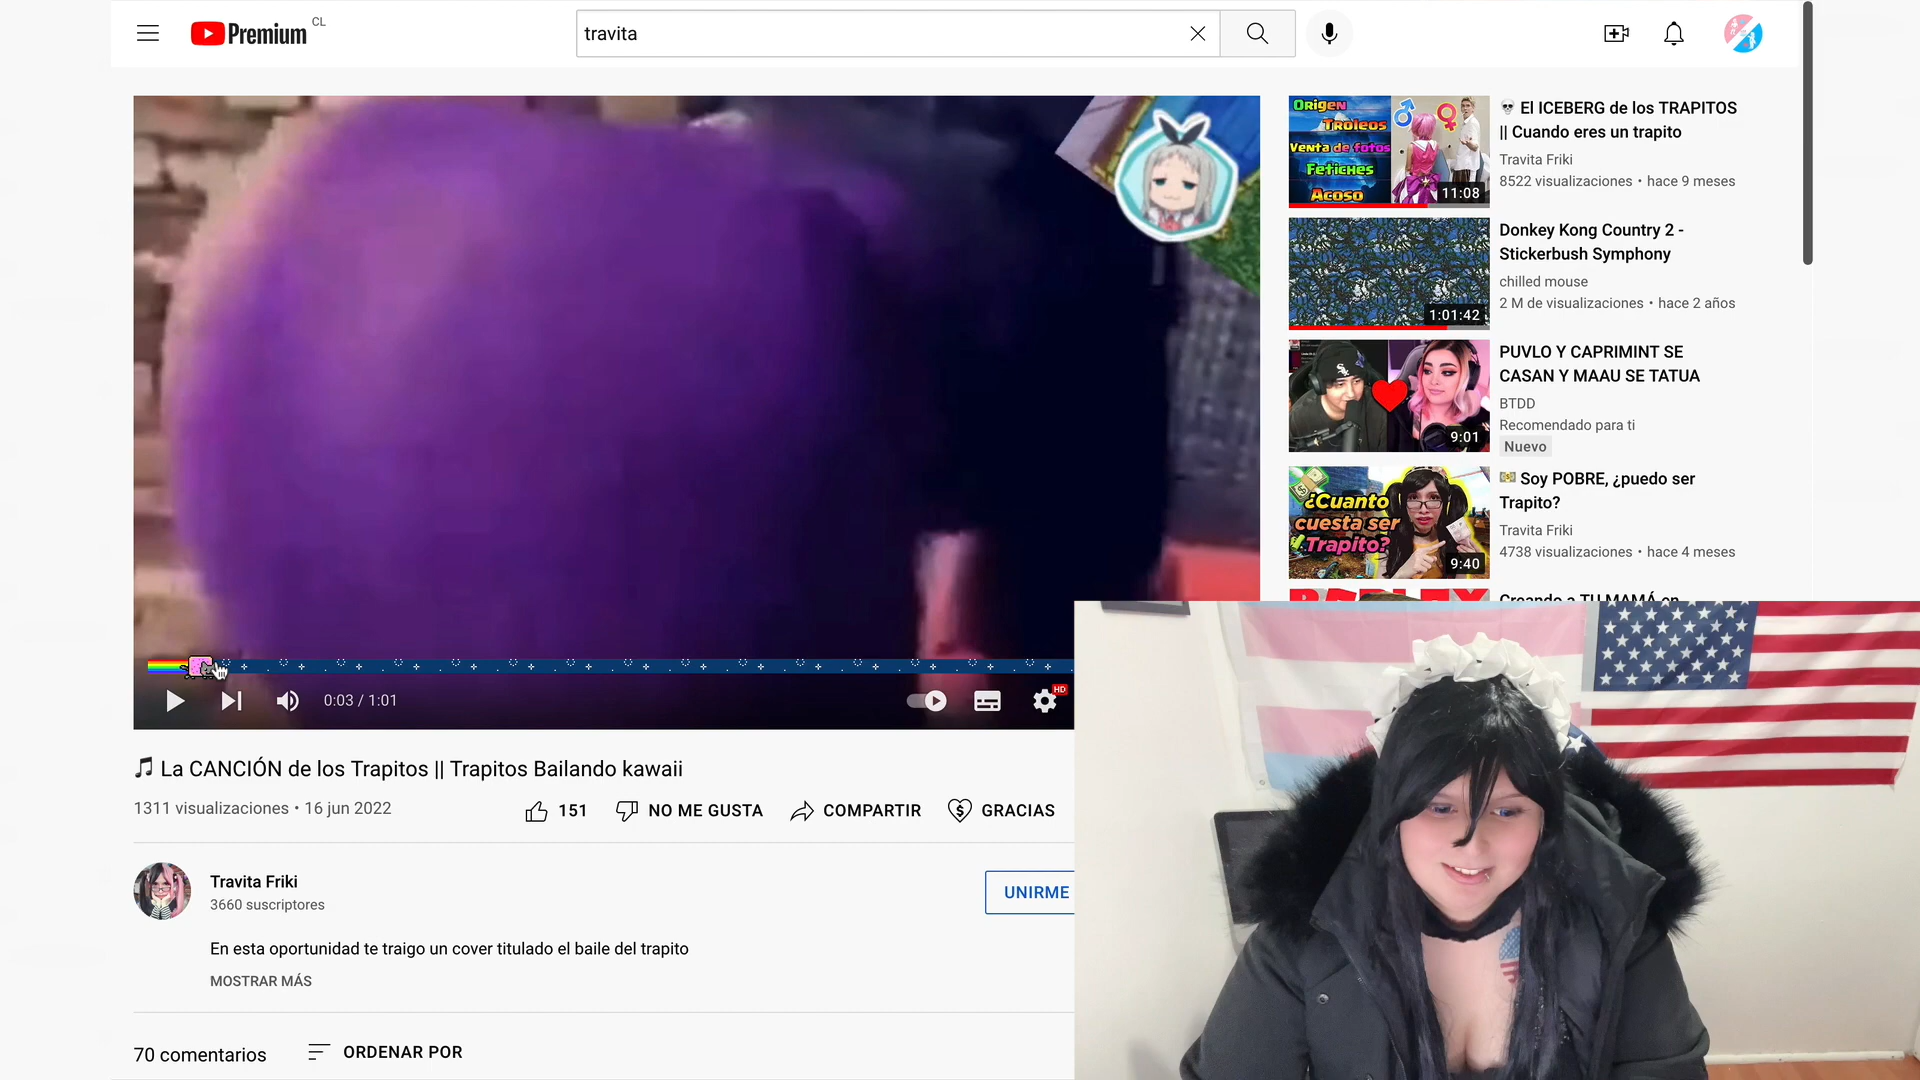 Premium CL
travita
0:03 / 1:01
HD
🎵 La CANCIÓN de los Trapitos || Trapitos Bailando kawaii
1311 visualizaciones • 16 jun 2022
151
NO ME GUSTA
COMPARTIR
GRACIAS
Travita Friki
3660 suscriptores
UNIRME
En esta oportunidad te traigo un cover titulado el baile del trapito
MOSTRAR MÁS
70 comentarios
ORDENAR POR
Origen
Troleos
Venta de fotos
Fetiches
Acoso
11:08
💀 El ICEBERG de los TRAPITOS
|| Cuando eres un trapito
Travita Friki
8522 visualizaciones • hace 9 meses
1:01:42
Donkey Kong Country 2 -
Stickerbush Symphony
chilled mouse
2 M de visualizaciones • hace 2 años
9:01
PUVLO Y CAPRIMINT SE
CASAN Y MAAU SE TATUA
BTDD
Recomendado para ti
Nuevo
¿Cuanto
cuesta ser
Trapito?
9:40
💵 Soy POBRE, ¿puedo ser
Trapito?
Travita Friki
4738 visualizaciones • hace 4 meses
Creando a TU MAMÁ en